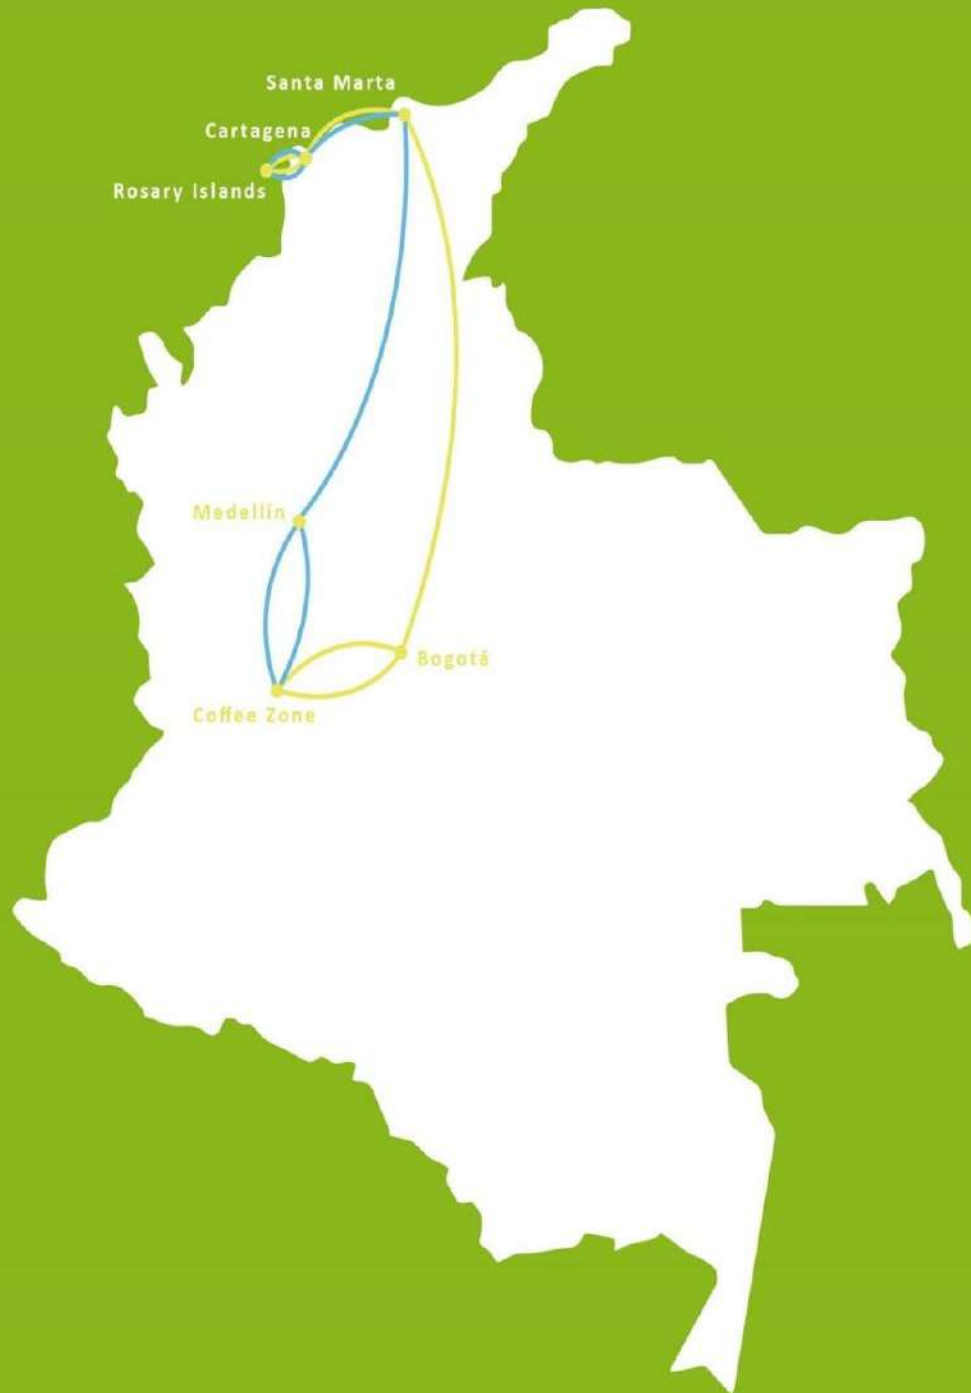 Santa Marta
Cartagena
Rosary Islands
Medellín
Bogotá
Coffee Zone